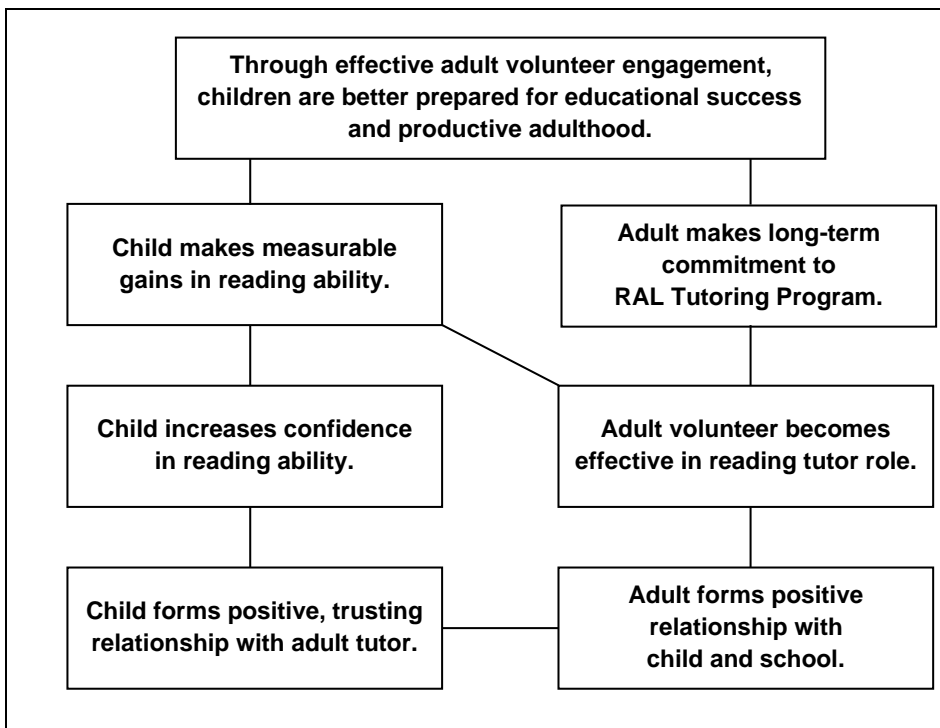 Through effective adult volunteer engagement,
children are better prepared for educational success
and productive adulthood.
Child makes measurable
gains in reading ability.
Adult makes long-term
commitment to
RAL Tutoring Program.
Child increases confidence
in reading ability.
Adult volunteer becomes
effective in reading tutor role.
Child forms positive, trusting
relationship with adult tutor.
Adult forms positive
relationship with
child and school.